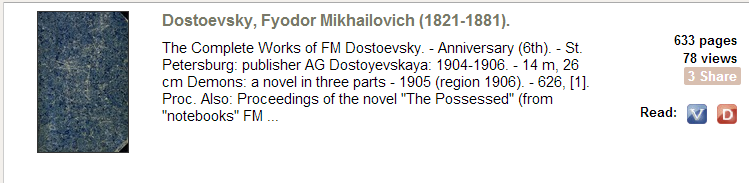 Dostoevsky, Fyodor Mikhailovich (1821-1881).
The Complete Works of FM Dostoevsky. - Anniversary (6th). - St.
Petersburg: publisher AG Dostoyevskaya: 1904-1906. - 14 m, 26
cm Demons: a novel in three parts - 1905 (region 1906). - 626, [1].
Proc. Also: Proceedings of the novel "The Possessed" (from
"notebooks" FM ...
633 pages
78 views
3 Share
Read: V D